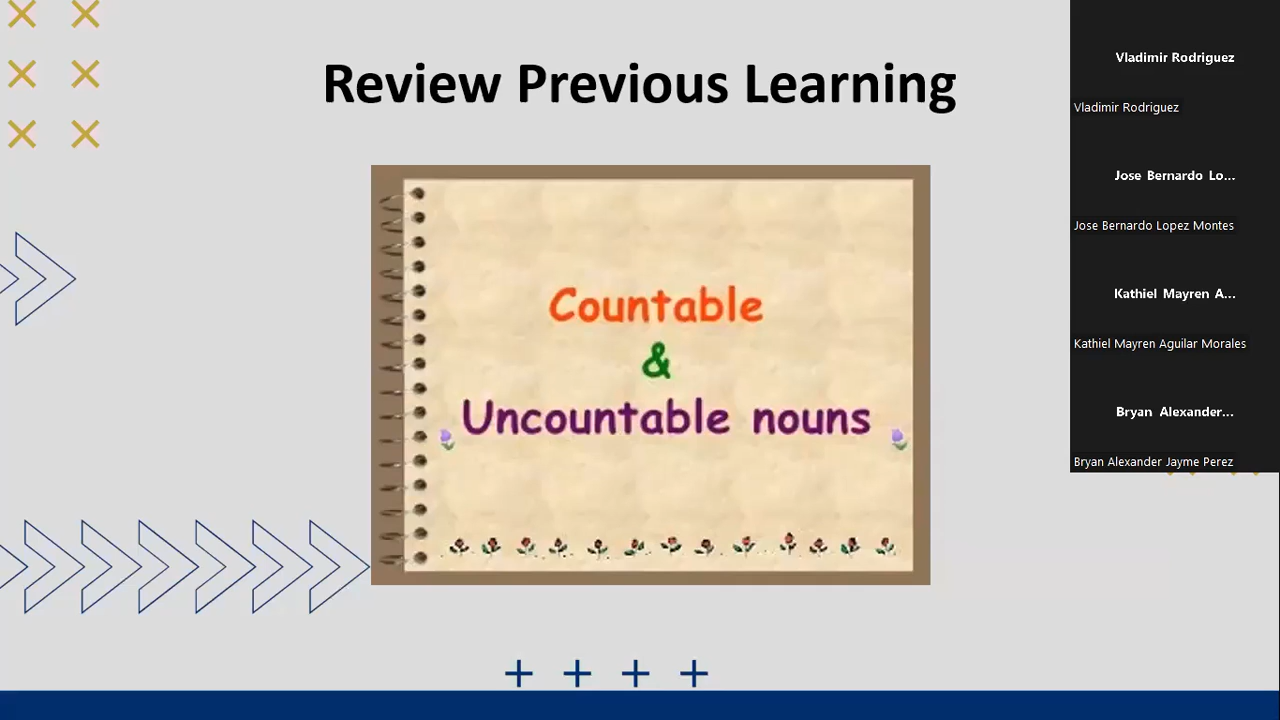 Review Previous Learning
Countable
&
Uncountable nouns
Vladimir Rodriguez
Vladimir Rodriguez
Jose Bernardo Lo...
Jose Bernardo Lopez Montes
Kathiel Mayren A...
Kathiel Mayren Aguilar Morales
Bryan Alexander...
Bryan Alexander Jayme Perez